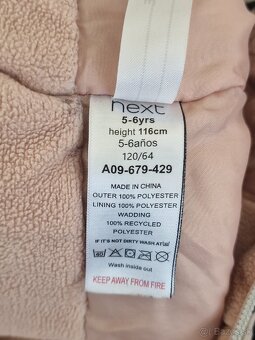 next
5-6yrs
height 116cm
5-6años
120/64
A09-679-429
MADE IN CHINA
OUTER 100% POLYESTER
LINING 100% POLYESTER
WADDING
100% RECYCLED
POLYESTER
IF IT'S NOT DIRTY WASH AT 30
Wash inside out
KEEP AWAY FROM FIRE